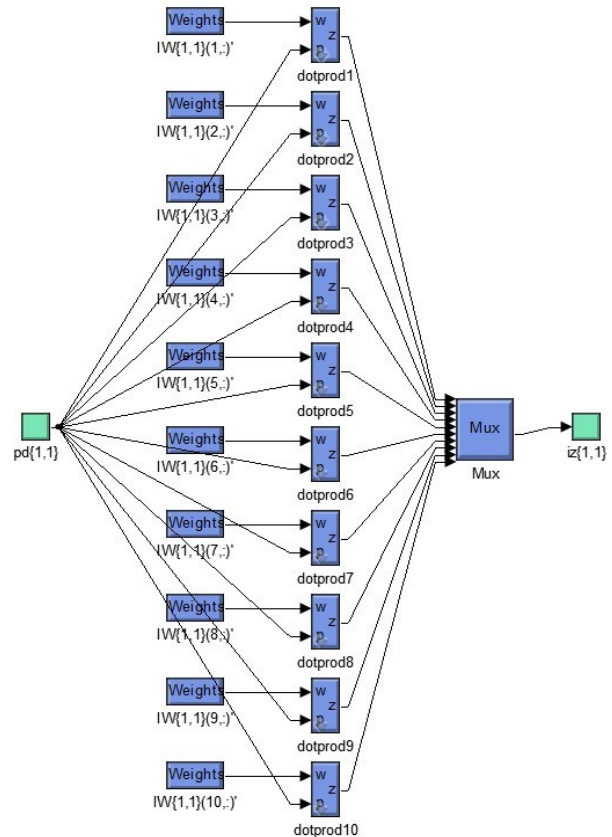 Weights
w
z
p
IW{1,1}(1,:)'
dotprod1
Weights
w
z
p
IW{1,1}(2,:)'
dotprod2
Weights
w
z
p
IW{1,1}(3,:)'
dotprod3
Weights
w
z
p
IW{1,1}(4,:)'
dotprod4
Weights
w
z
p
IW{1,1}(5,:)'
dotprod5
pd{1,1}
Mux
Mux
iz{1,1}
Weights
w
z
p
IW{1,1}(6,:)'
dotprod6
Weights
w
z
p
IW{1,1}(7,:)'
dotprod7
Weights
w
z
p
IW{1,1}(8,:)'
dotprod8
Weights
w
z
p
IW{1,1}(9,:)'
dotprod9
Weights
w
z
p
IW{1,1}(10,:)'
dotprod10